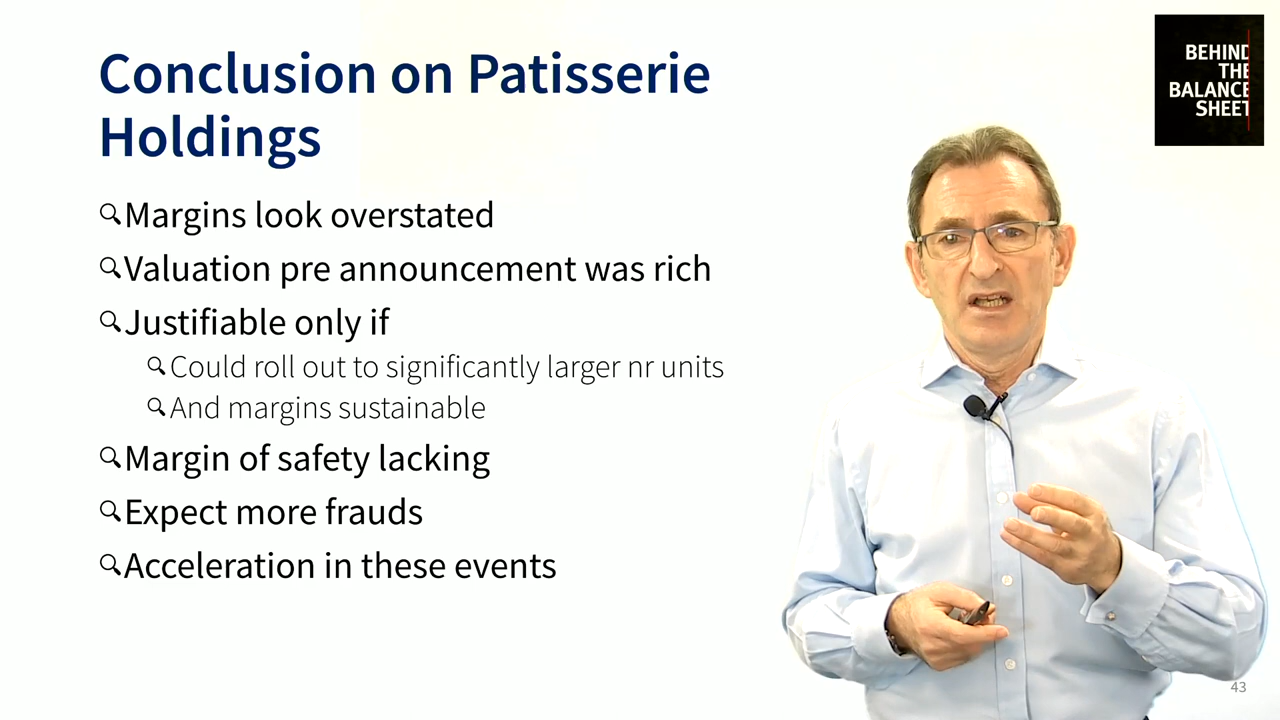 Conclusion on Patisserie
Holdings
Margins look overstated
Valuation pre announcement was rich
Justifiable only if
Could roll out to significantly larger nr units
And margins sustainable
Margin of safety lacking
Expect more frauds
Acceleration in these events
BEHIND
THE
BALANCE
SHEET
43